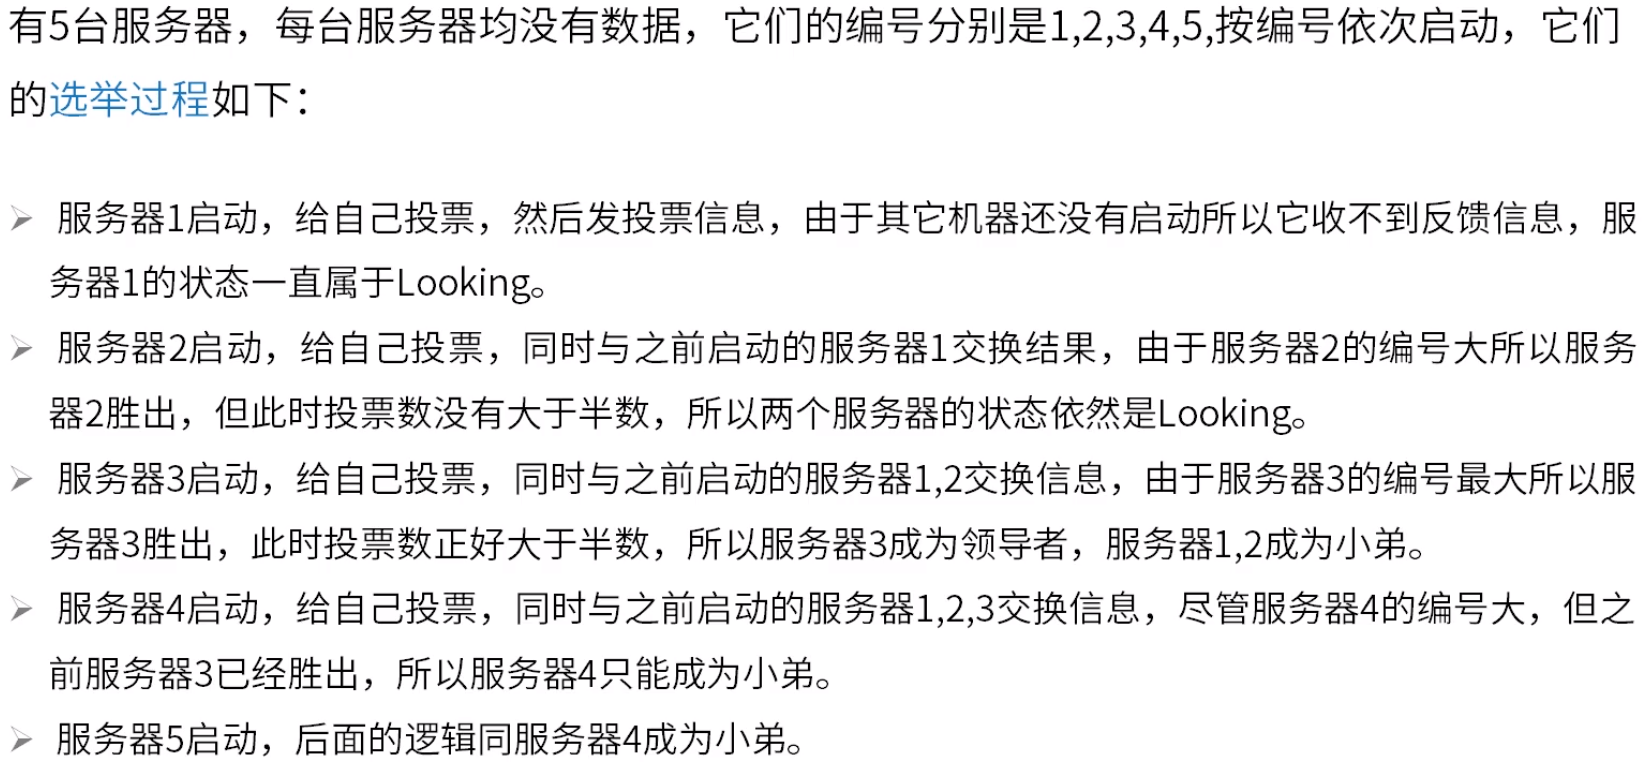 有5台服务器，每台服务器均没有数据，它们的编号分别是1,2,3,4,5,按编号依次启动，它们
的选举过程如下：
➢ 服务器1启动，给自己投票，然后发投票信息，由于其它机器还没有启动所以它收不到反馈信息，服
务器1的状态一直属于Looking。
➢ 服务器2启动，给自己投票，同时与之前启动的服务器1交换结果，由于服务器2的编号大所以服务
器2胜出，但此时投票数没有大于半数，所以两个服务器的状态依然是Looking。
➢ 服务器3启动，给自己投票，同时与之前启动的服务器1,2交换信息，由于服务器3的编号最大所以服
务器3胜出，此时投票数正好大于半数，所以服务器3成为领导者，服务器1,2成为小弟。
➢ 服务器4启动，给自己投票，同时与之前启动的服务器1,2,3交换信息，尽管服务器4的编号大，但之
前服务器3已经胜出，所以服务器4只能成为小弟。
➢ 服务器5启动，后面的逻辑同服务器4成为小弟。